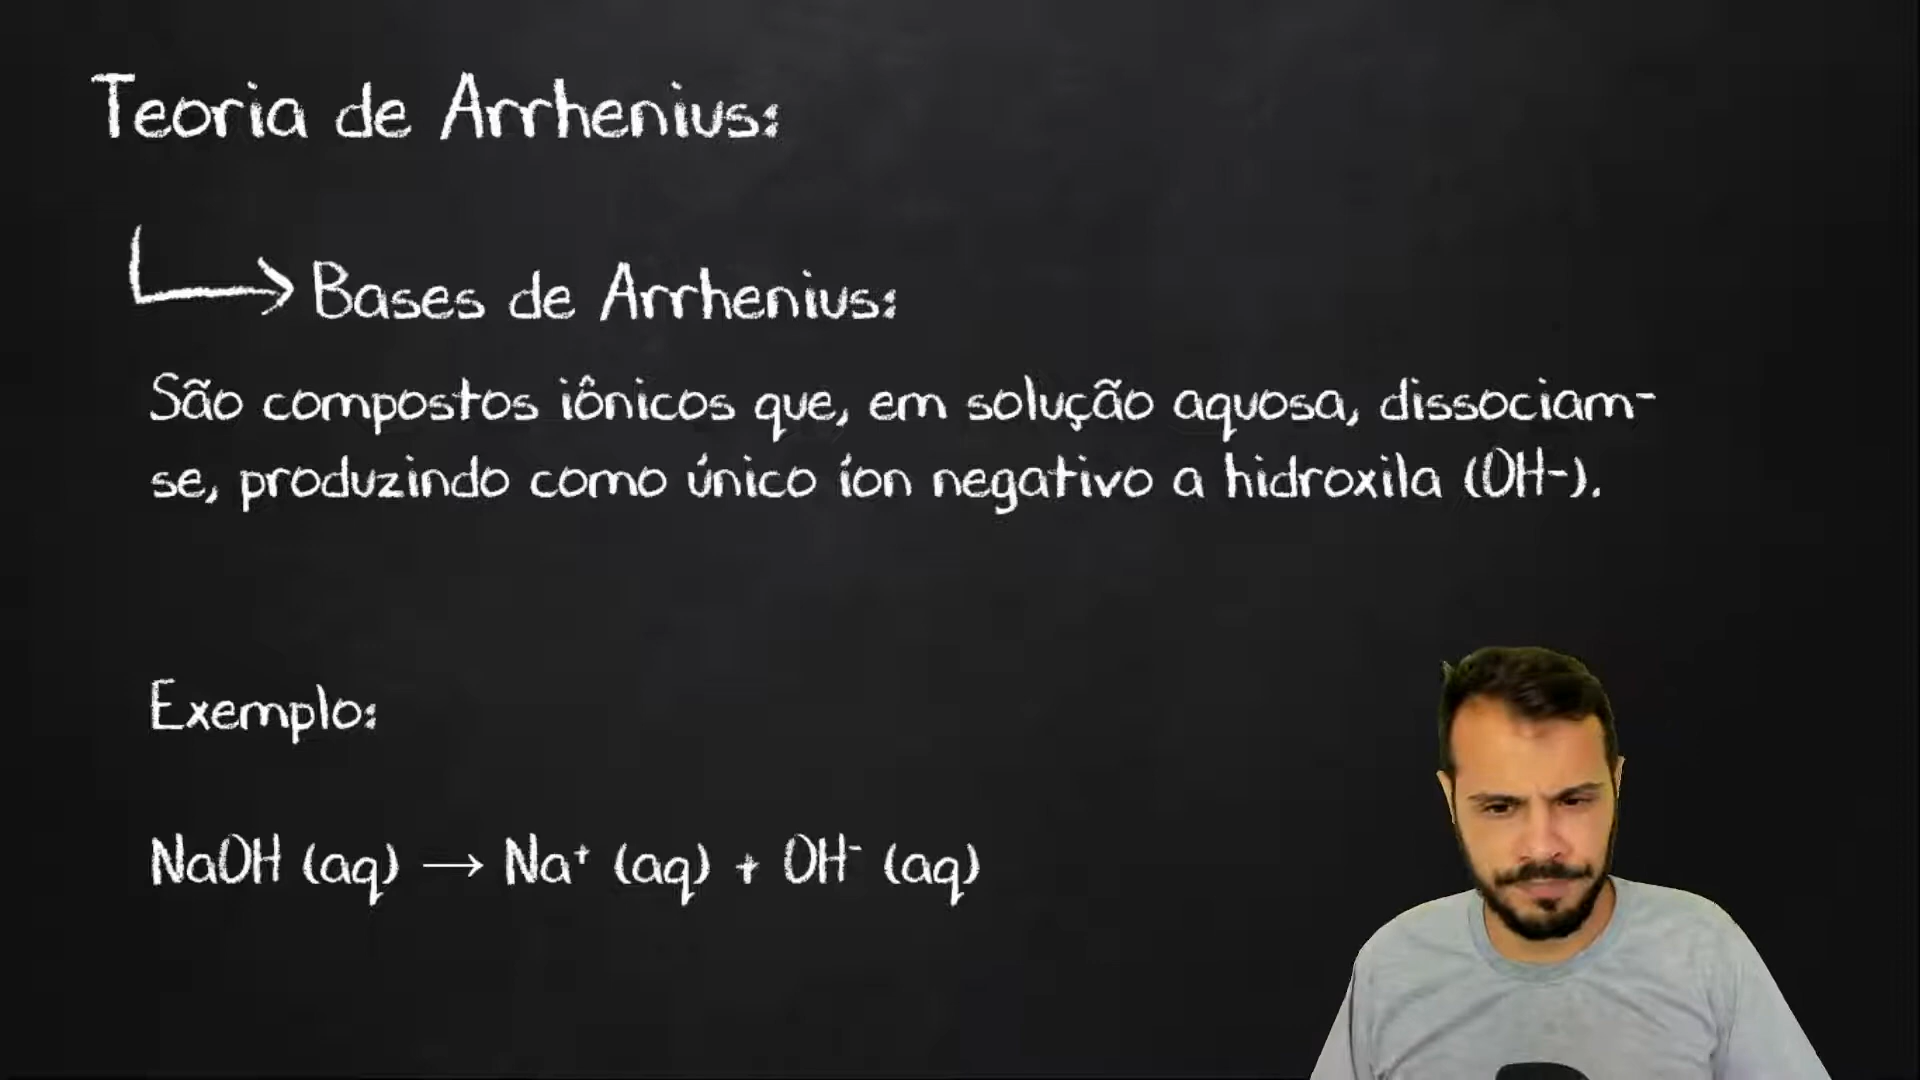 Teoria de Arrhenius:
Bases de Arrhenius:
São compostos iônicos que, em solução aquosa, dissociam-
se, produzindo como único íon negativo a hidroxila (OH-).
Exemplo:
NaOH (aq) → Na⁺ (aq) + OH⁻ (aq)